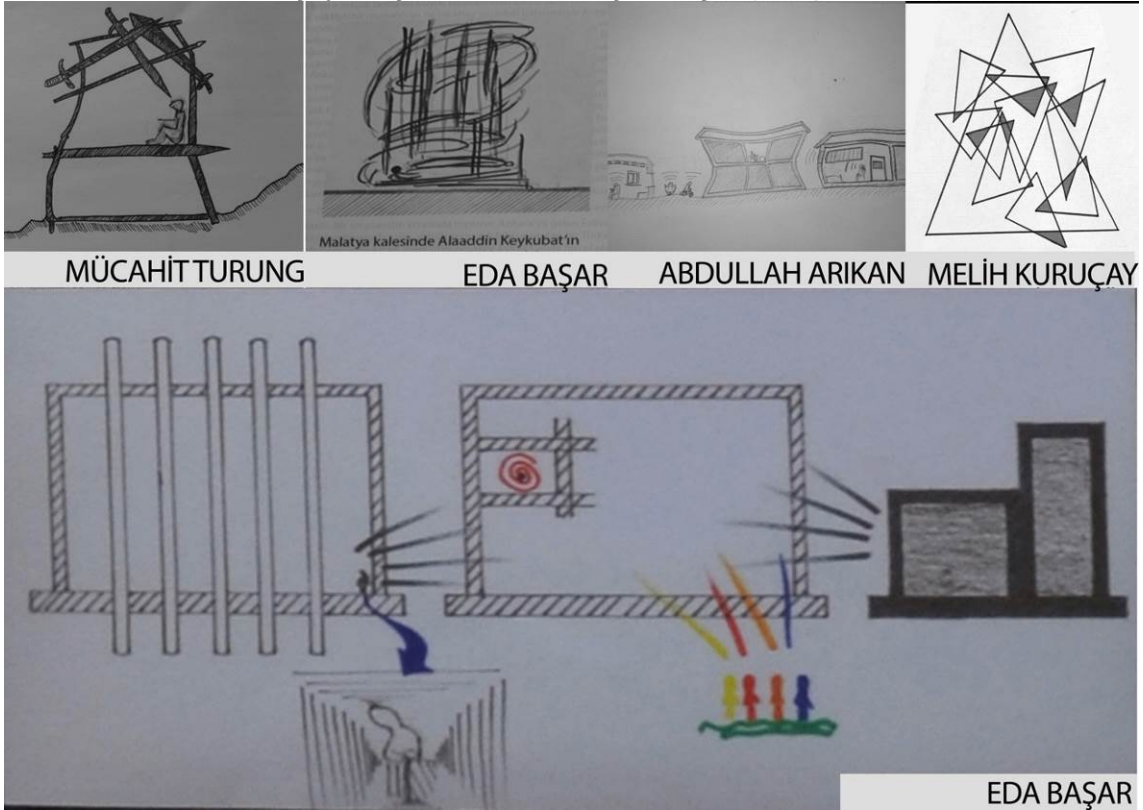 Malatya kalesinde Alaaddin Keykubat'ın
MÜCAHİT TURUNG
EDA BAŞAR
ABDULLAH ARIKAN
MELİH KURUÇAY
EDA BAŞAR